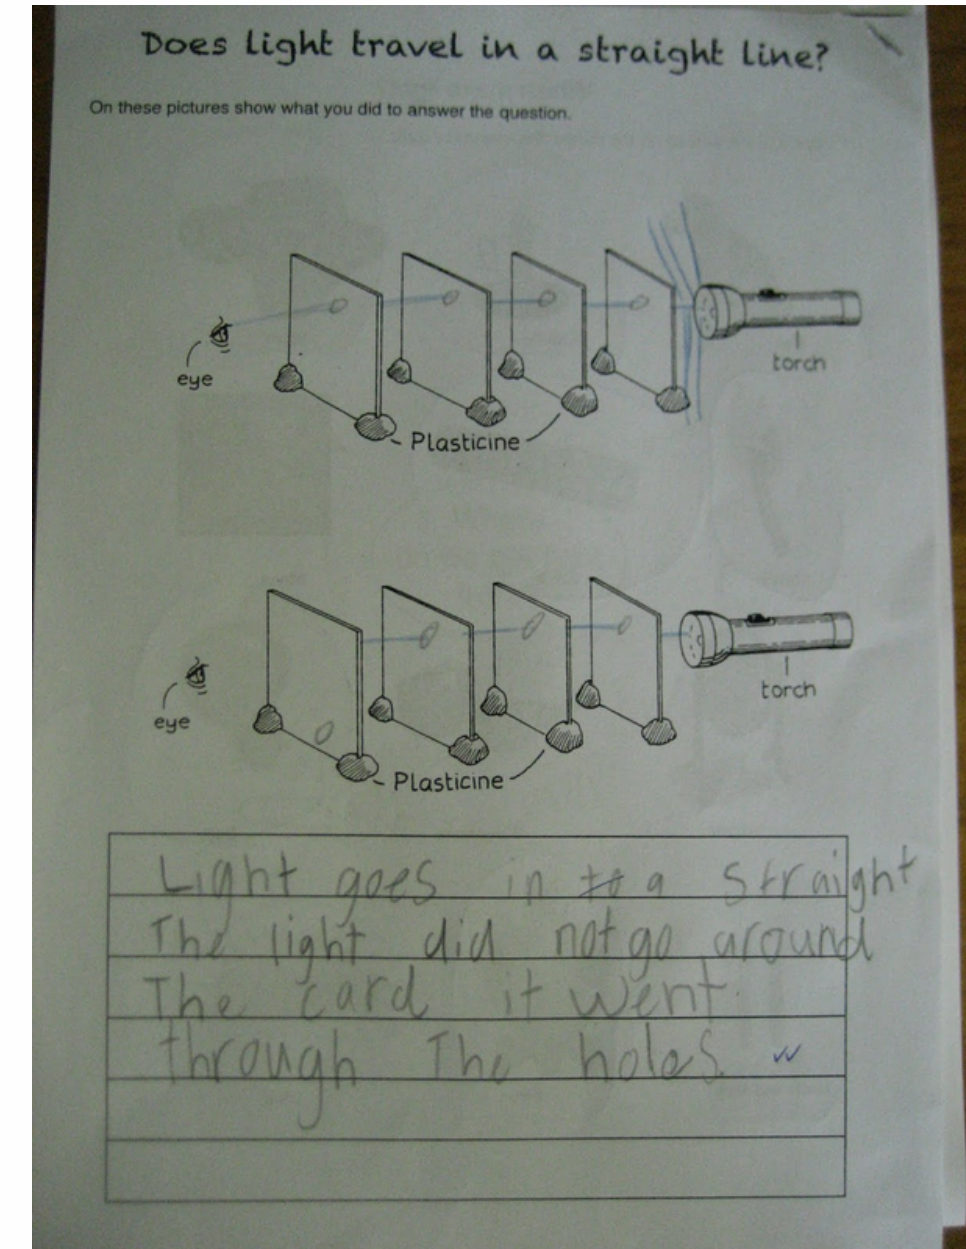 Does Light travel in a straight line?
On these pictures show what you did to answer the question.
eye
torch
Plasticine
eye
torch
Plasticine
Light goes in to a straight
The light did not go around
The card it went
through The holes.